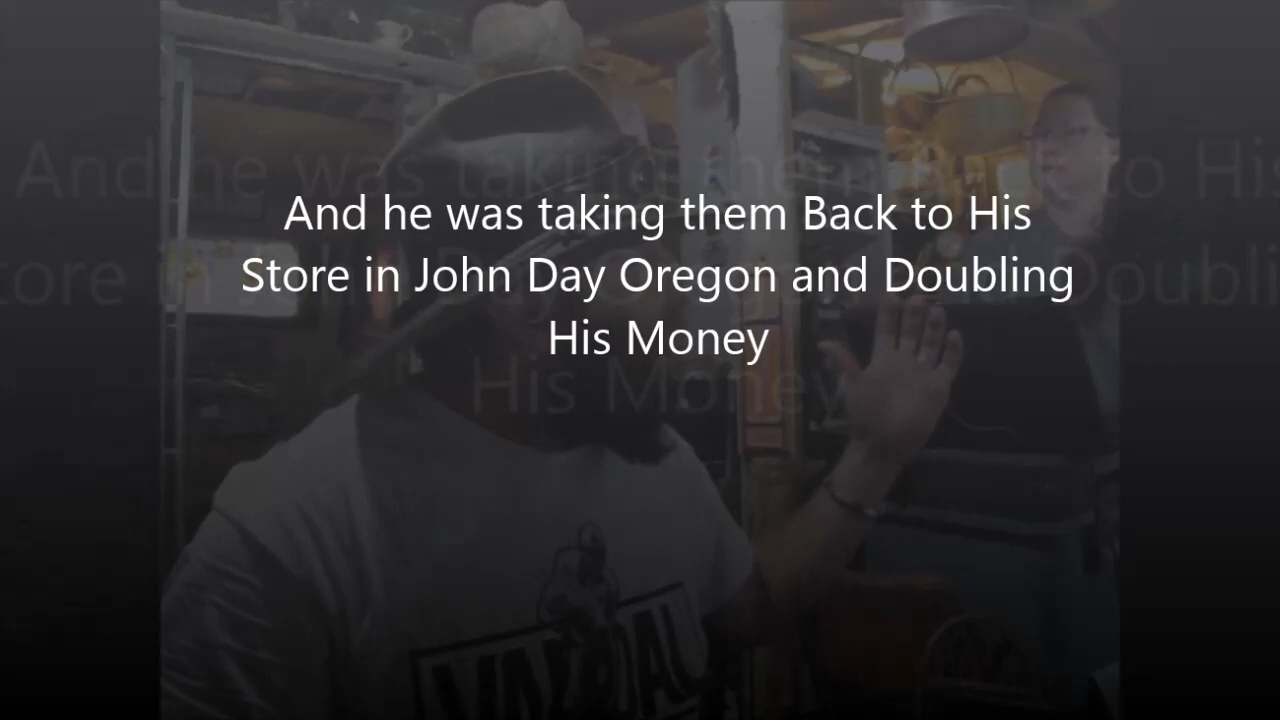 And he was taking them Back to His
Store in John Day Oregon and Doubling
His Money